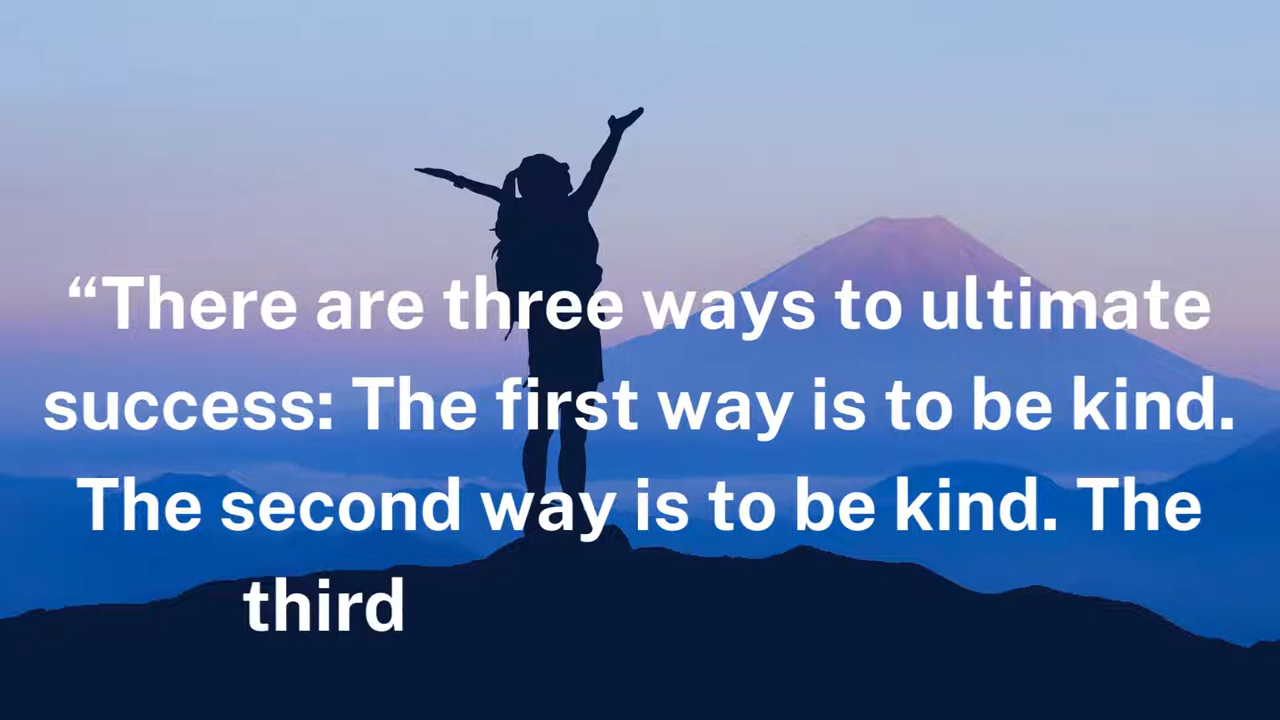 “There are three ways to ultimate
success: The first way is to be kind.
The second way is to be kind. The
third